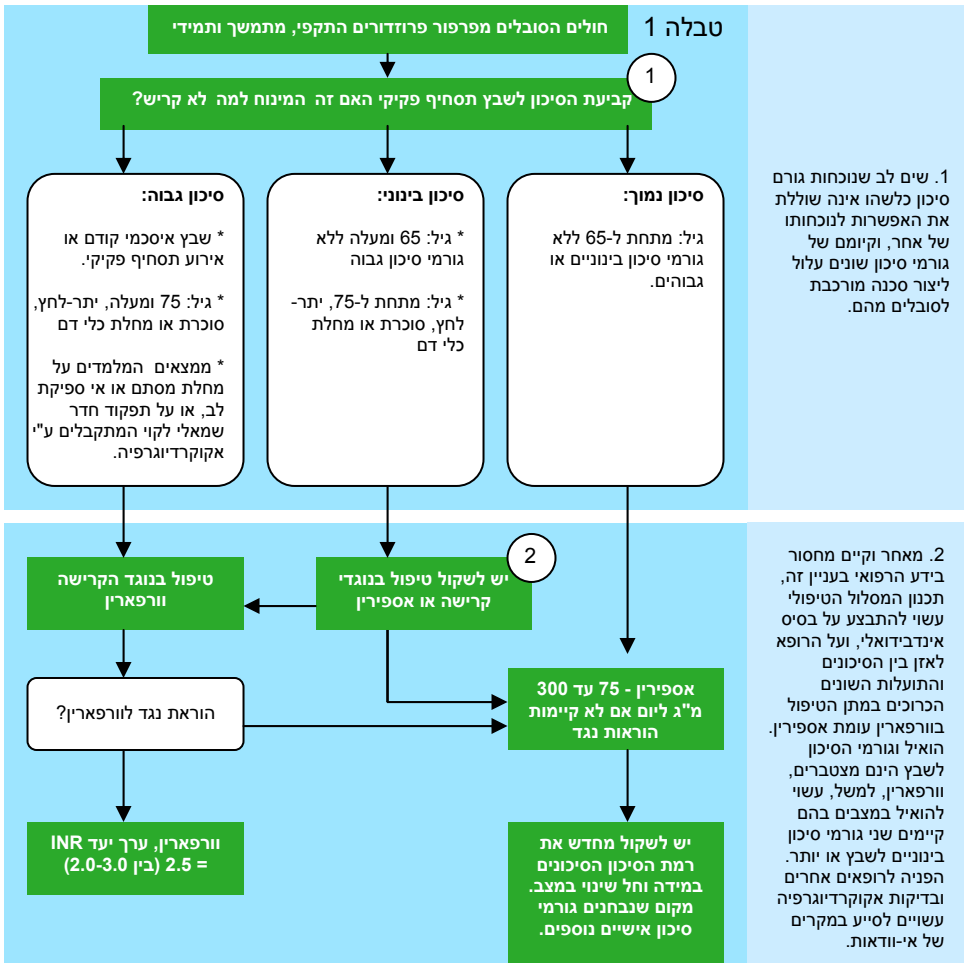 טבלה 1
חולים הסובלים מפרפור פרוזדורים התקפי, מתמשך ותמידי
1
קביעת הסיכון לשבץ תסחיף פקיקי האם זה המינוח למה לא קריש?
סיכון נמוך:
גיל: מתחת ל-65 ללא
גורמי סיכון בינוניים או
גבוהים.
סיכון בינוני:
* גיל: 65 ומעלה ללא
גורמי סיכון גבוה
* גיל: מתחת ל-75, יתר-
לחץ, סוכרת או מחלת
כלי דם
סיכון גבוה:
* שבץ איסכמי קודם או
אירוע תסחיף פקיקי.
* גיל: 75 ומעלה, יתר-לחץ,
סוכרת או מחלת כלי דם
* ממצאים המלמדים על
מחלת מסתם או אי ספיקת
לב, או על תפקוד חדר
שמאלי לקוי המתקבלים ע"י
אקוקרדיוגרפיה.
1. שים לב שנוכחות גורם
סיכון כלשהו אינה שוללת
את האפשרות לנוכחותו
של אחר, וקיומם של
גורמי סיכון שונים עלול
ליצור סכנה מורכבת
לסובלים מהם.
2
יש לשקול טיפול בנוגדי
קרישה או אספירין
טיפול בנוגד הקרישה
וורפארין
אספירין - 75 עד 300
מ"ג ליום אם לא קיימות
הוראות נגד
הוראת נגד לוורפארין?
יש לשקול מחדש את
רמת הסיכון הסיכונים
במידה וחל שינוי במצב.
מקום שנבחנים גורמי
סיכון אישיים נוספים.
וורפארין, ערך יעד INR
= 2.5 (בין 2.0-3.0)
2. מאחר וקיים מחסור
בידע הרפואי בעניין זה,
תכנון המסלול הטיפולי
עשוי להתבצע על בסיס
אינדבידואלי, ועל הרופא
לאזן בין הסיכונים
והתועלות השונים
הכרוכים במתן הטיפול
בוורפארין עומת אספירין.
הואיל וגורמי הסיכון
לשבץ הינם מצטברים,
וורפארין, למשל, עשוי
להואיל במצבים בהם
קיימים שני גורמי סיכון
בינוניים לשבץ או יותר.
הפניה לרופאים אחרים
ובדיקות אקוקרדיוגרפיה
עשויים לסייע במקרים
של אי-וודאות.